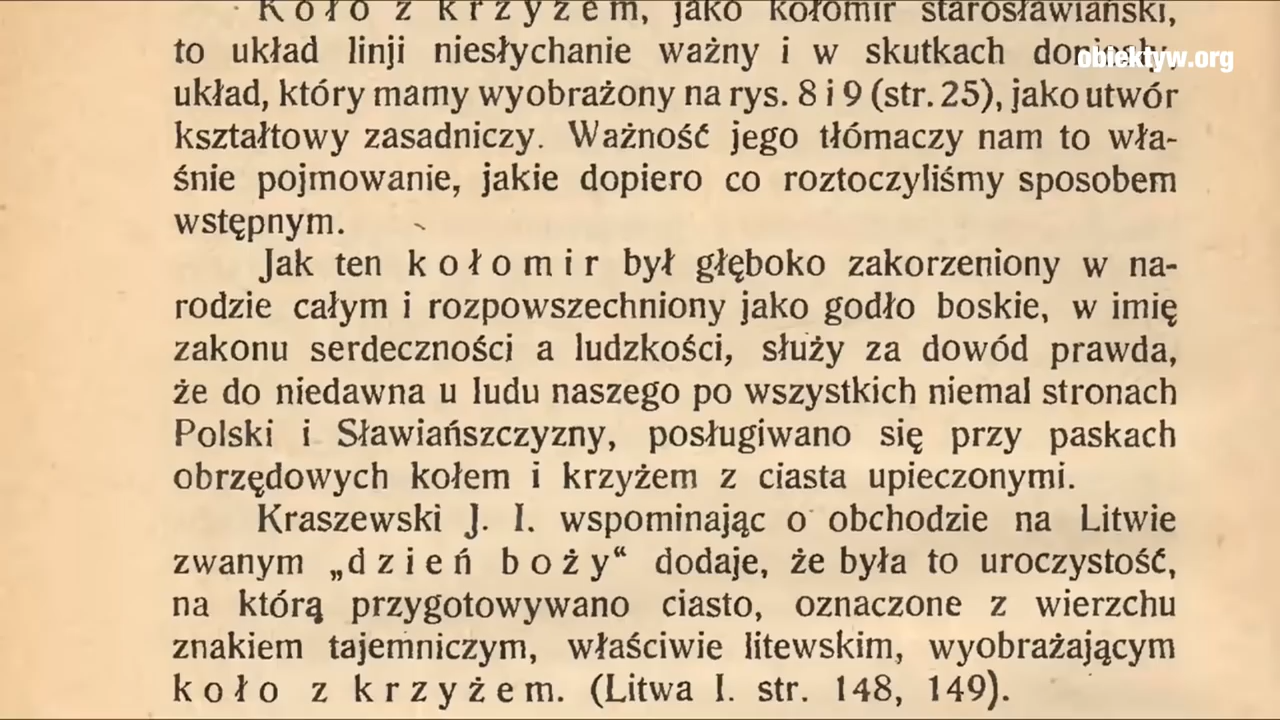 Koło z krzyżem, jako kołomir starosławiański,
to układ linji niesłychanie ważny i w skutkach doniosły,
obiektyw.org
układ, który mamy wyobrażony na rys. 8 i 9 (str. 25), jako utwór
kształtowy zasadniczy. Ważność jego tłómaczy nam to wła-
śnie pojmowanie, jakie dopiero co roztoczyliśmy sposobem
wstępnym.
Jak ten kołomir był głęboko zakorzeniony w na-
rodzie całym i rozpowszechniony jako godło boskie, w imię
zakonu serdeczności a ludzkości, służy za dowód prawda,
że do niedawna u ludu naszego po wszystkich niemal stronach
Polski i Sławiańszczyzny, posługiwano się przy paskach
obrzędowych kołem i krzyżem z ciasta upieczonymi.
Kraszewski J. I. wspominając o obchodzie na Litwie
zwanym „dzień boży“ dodaje, że była to uroczystość,
na którą przygotowywano ciasto, oznaczone z wierzchu
znakiem tajemniczym, właściwie litewskim, wyobrażającym
koło z krzyżem. (Litwa I. str. 148, 149).